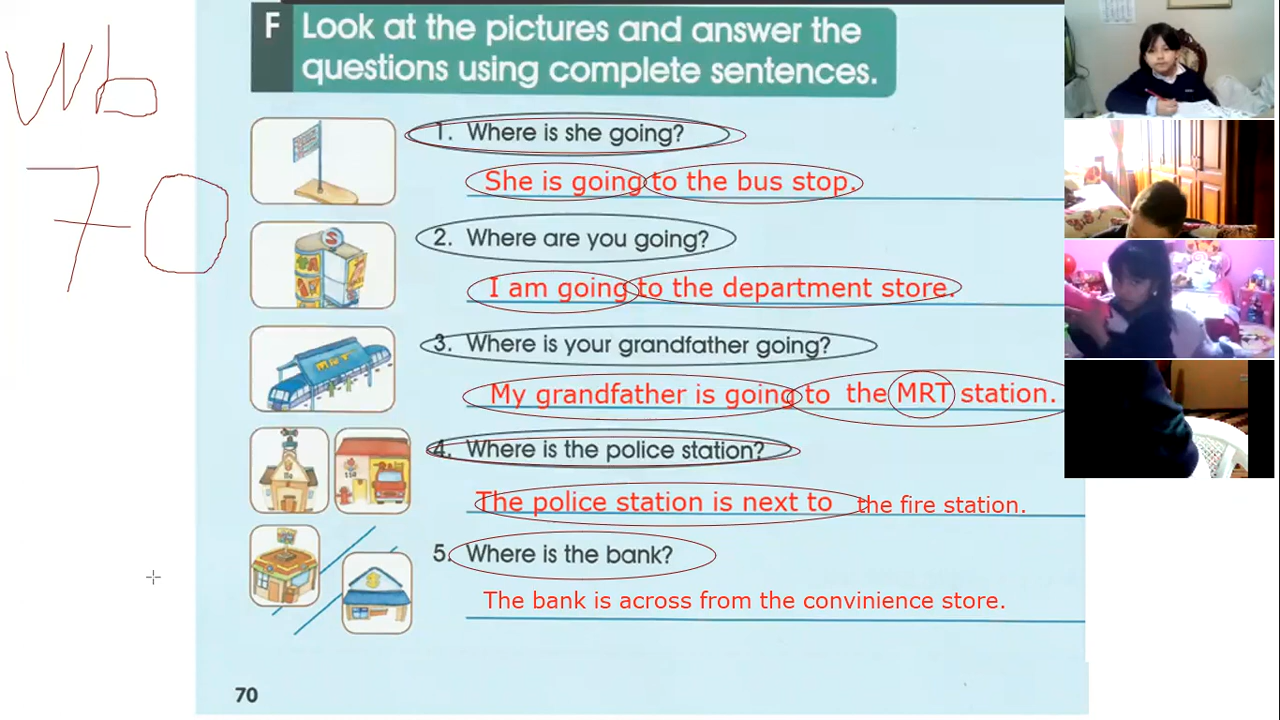 Wb
70
F Look at the pictures and answer the
questions using complete sentences.
1. Where is she going?
She is going to the bus stop.
2. Where are you going?
I am going to the department store.
3. Where is your grandfather going?
MRT
My grandfather is going to the MRT station.
4. Where is the police station?
The police station is next to the fire station.
5. Where is the bank?
The bank is across from the convinience store.
70